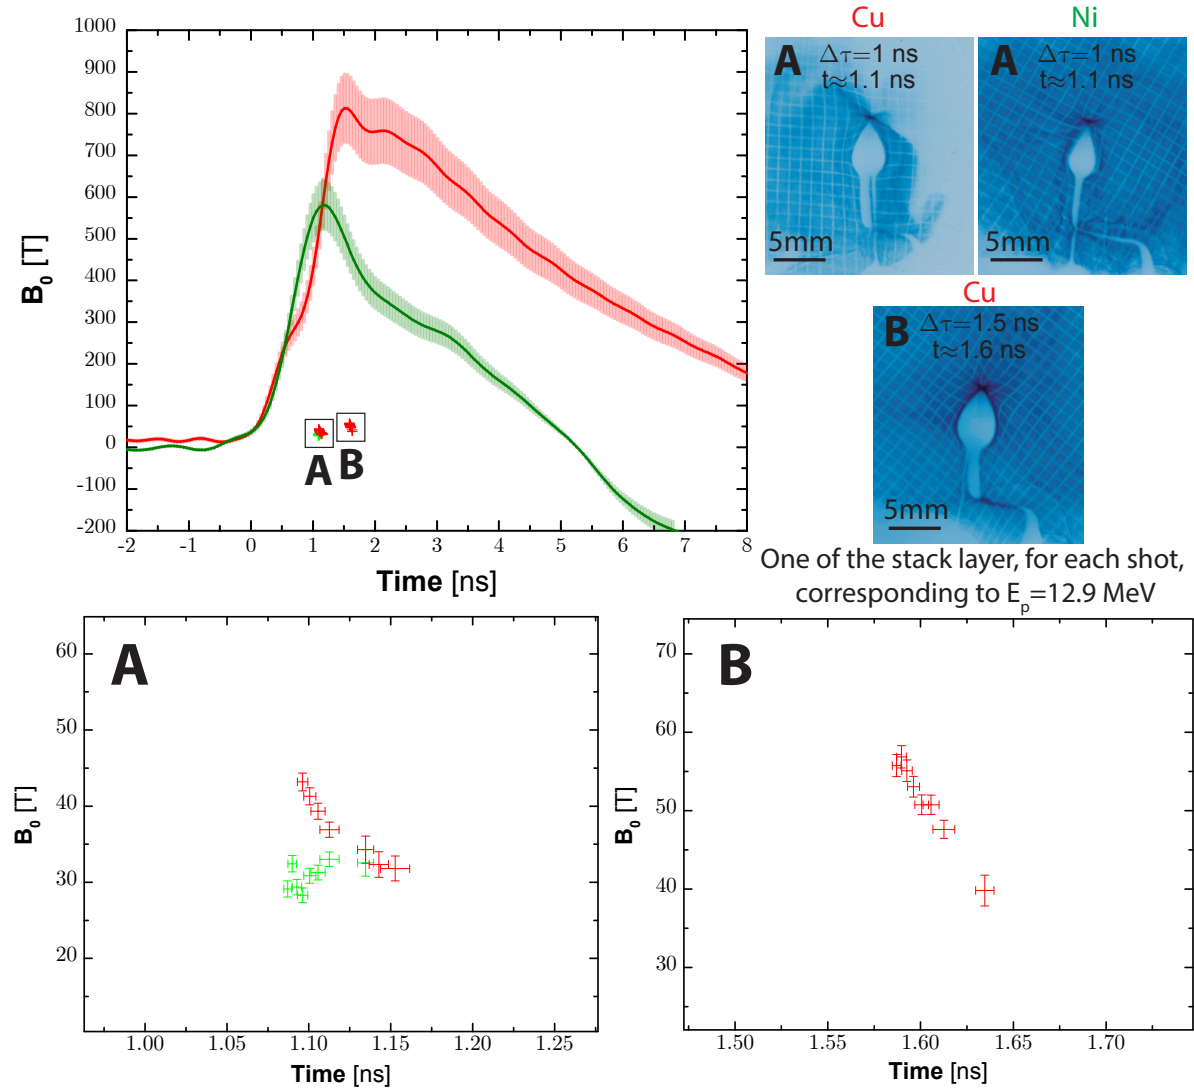 1000
900
800
700
600
500
400
300
200
100
0
-100
-200
B0 [T]
A
B
-2
-1
0
1
2
3
4
5
6
7
8
Time [ns]
Cu
Ni
A
Δτ=1 ns
t≈1.1 ns
5mm
A
Δτ=1 ns
t≈1.1 ns
5mm
Cu
B
Δτ=1.5 ns
t≈1.6 ns
5mm
One of the stack layer, for each shot,
corresponding to Ep=12.9 MeV
A
60
50
40
30
20
B0 [T]
1.00
1.05
1.10
1.15
1.20
1.25
Time [ns]
B
70
60
50
40
30
B0 [T]
1.50
1.55
1.60
1.65
1.70
Time [ns]